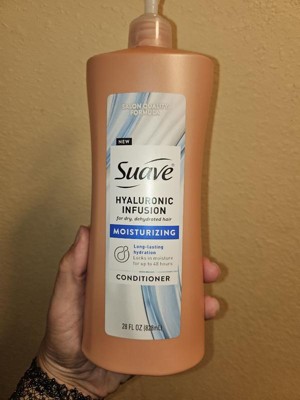 SALON QUALITY
FORMULA
NEW
Suave
HYALURONIC
INFUSION
for dry, dehydrated hair
MOISTURIZING
Long-lasting
hydration
Locks in moisture
for up to 48 hours
CONDITIONER
28 FL OZ (828mL)